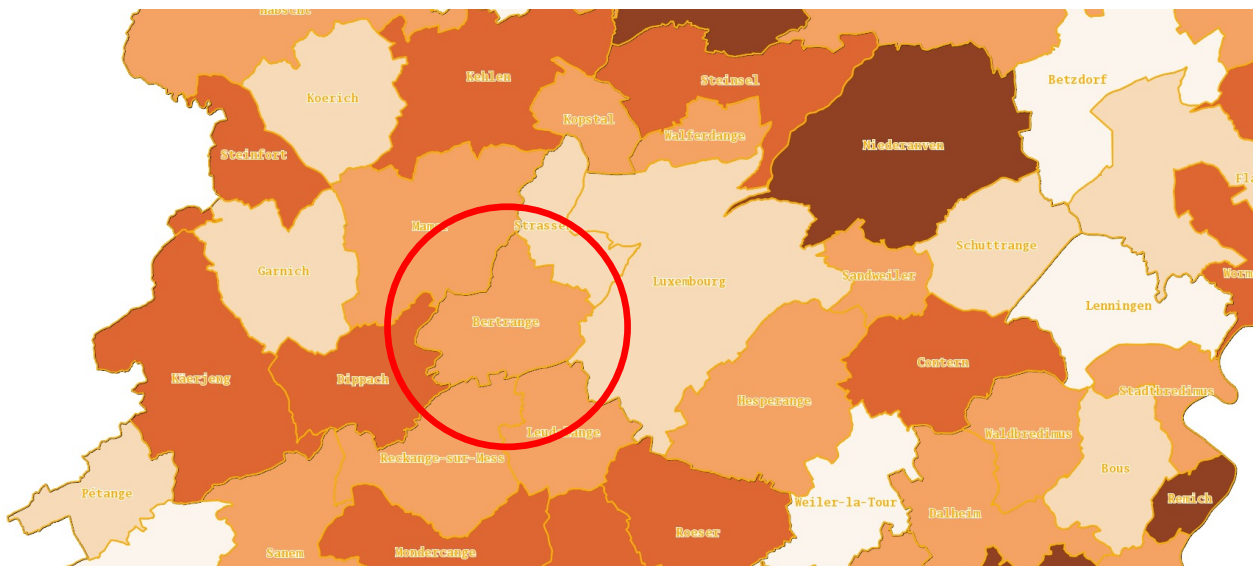 Habscht
Betzdorf
Kehlen
Steinsel
Koerich
Kopstal
Walferdange
Niederanven
Steinfort
Strassen
Schuttrange
Garnich
Luxembourg
Sandweiler
Lenningen
Bertrange
Contern
Käerjeng
Dippach
Stadtbredimus
Hesperange
Leudelange
Waldbredimus
Reckange-sur-Mess
Bous
Pétange
Weiler-la-Tour
Remich
Dalheim
Roeser
Sanem
Mondercange